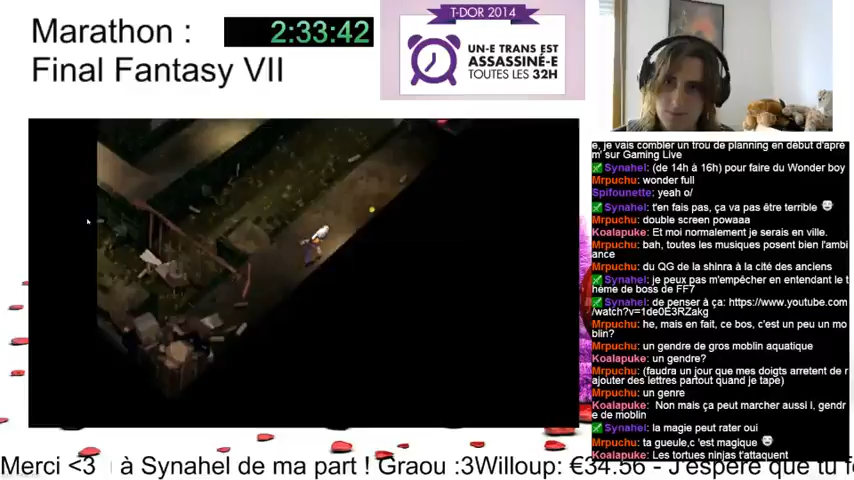 Marathon :
2:33:42
Final Fantasy VII
T-DOR 2014
UN-E TRANS EST
ASSASSINÉ-E
TOUTES LES 32H
e, je vais combler un trou de planning en début d'aprè
m' sur Gaming Live
Synahel: (de 14h à 16h) pour faire du Wonder boy
Mrpuchu: wonder full
Spifounette: yeah o/
Synahel: t'en fais pas, ça va pas être terrible
Mrpuchu: double screen powaaa
Koalapuke: Et moi normalement je serais en ville.
Mrpuchu: bah, toutes les musiques posent bien l'ambi
ance
Mrpuchu: du QG de la shinra à la cité des anciens
Koalapuke: je peux pas m'empêcher en entendant le t
hème de boss de FF7
Synahel: de penser à ça: https://www.youtube.com
/watch?v=1de0E3RZakg
Mrpuchu: he, mais en fait, ce bos, c'est un peu un mo
blin?
Mrpuchu: un gendre de gros moblin aquatique
Koalapuke: un gendre?
Mrpuchu: (faudra un jour que mes doigts arretent de r
ajouter des lettres partout quand je tape)
Mrpuchu: un genre
Koalapuke: Non mais ça peut marcher aussi !, gendr
e de moblin
Synahel: la magie peut rater oui
Mrpuchu: ta gueule,c 'est magique
Koalapuke: Les tortues ninjas t'attaquent
Merci <3 à Synahel de ma part ! Graou :3Willoup: €34.56 - J'espère que tu f